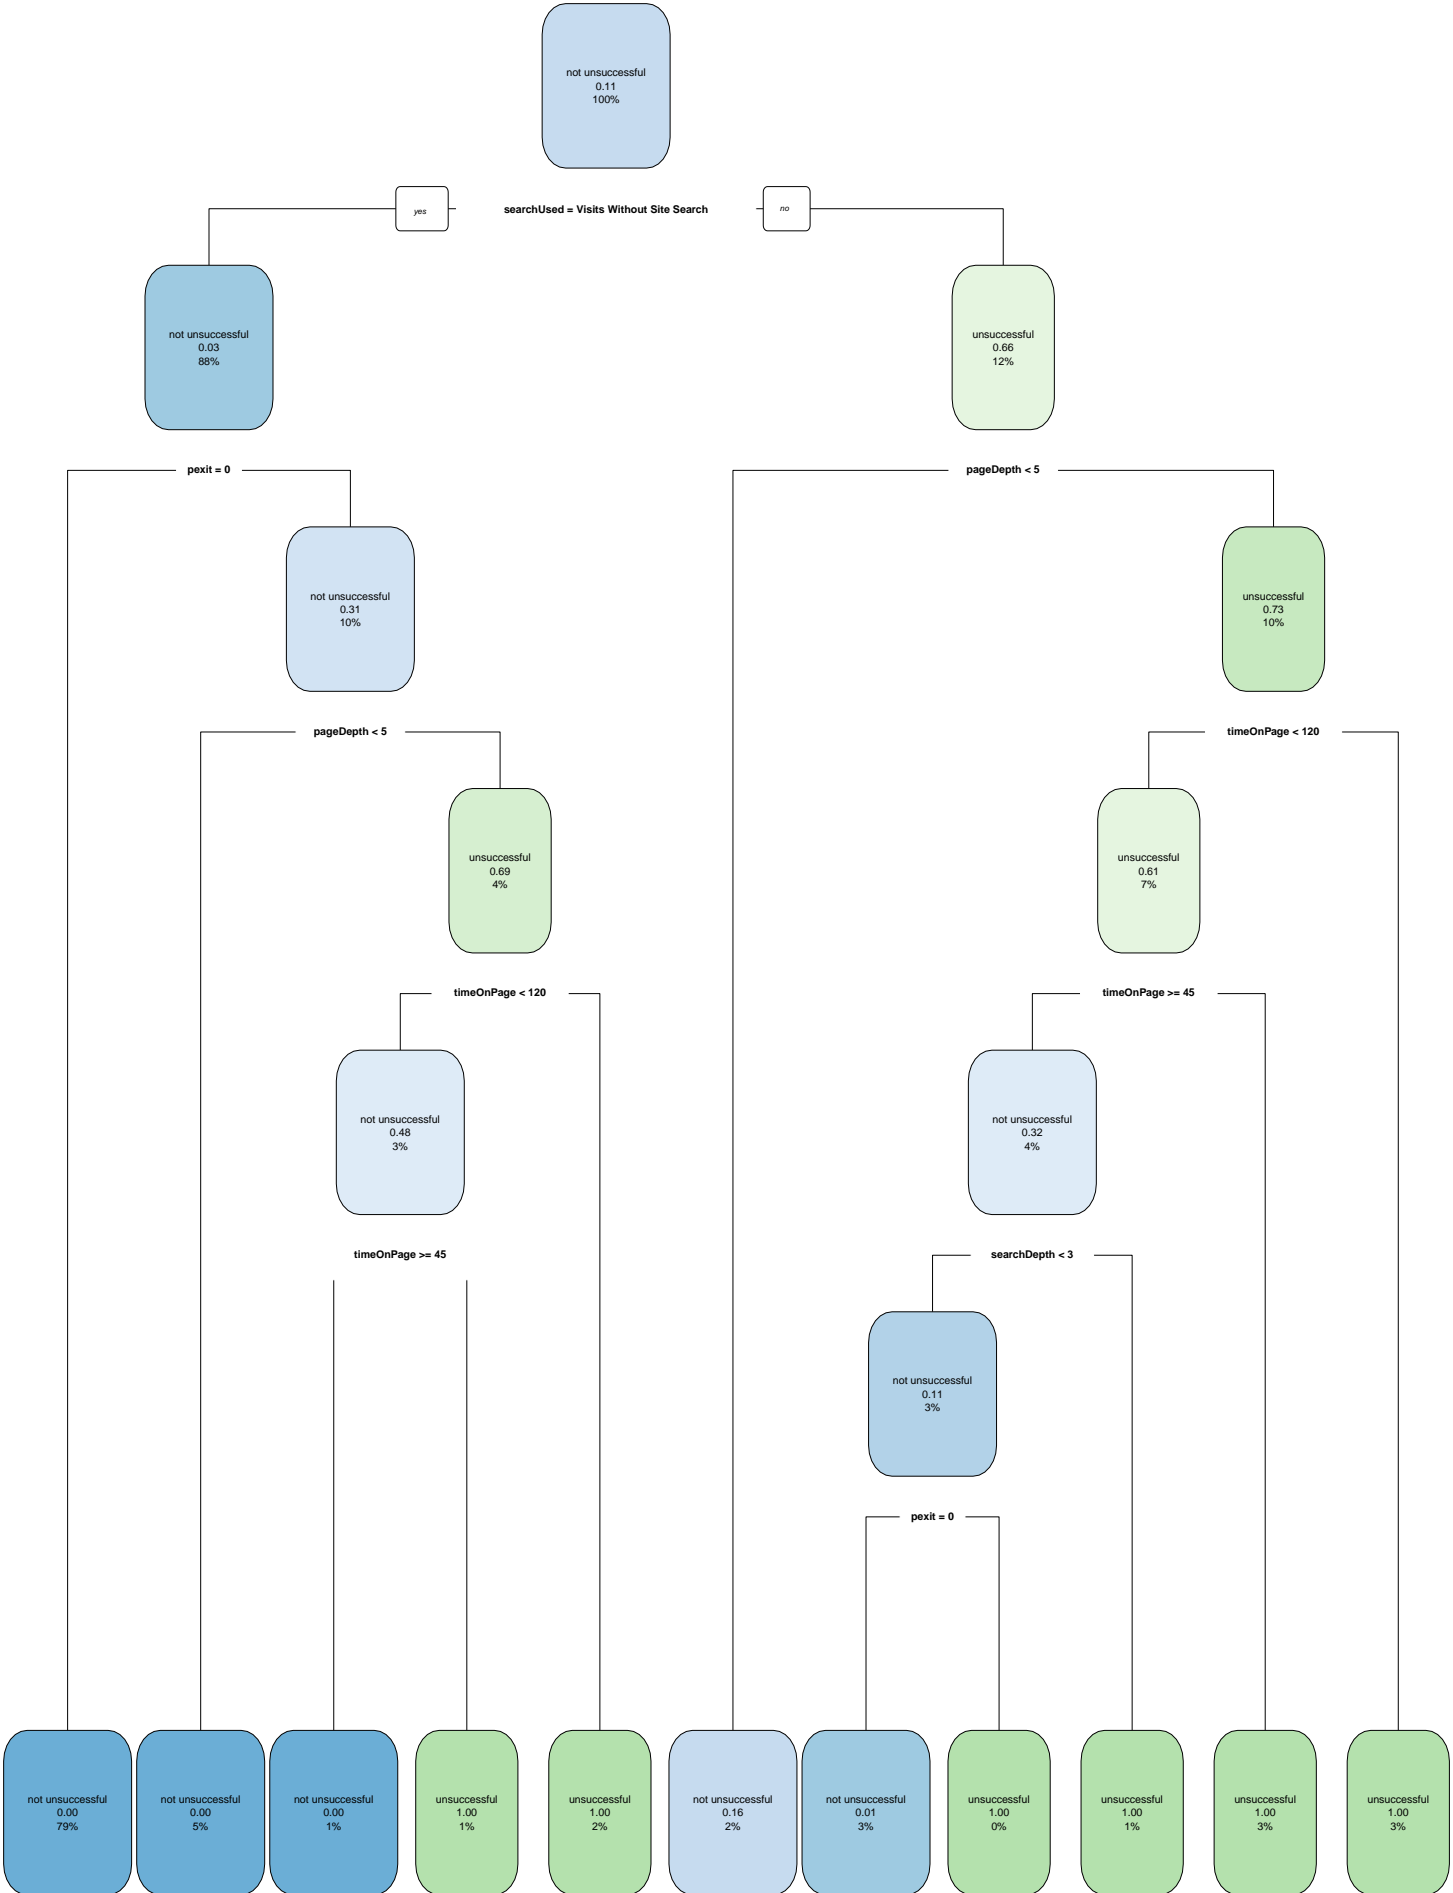 not unsuccessful
0.11
100%
yes
searchUsed = Visits Without Site Search
no
not unsuccessful
0.03
88%
unsuccessful
0.66
12%
pexit = 0
pageDepth < 5
not unsuccessful
0.31
10%
unsuccessful
0.73
10%
pageDepth < 5
timeOnPage < 120
unsuccessful
0.69
4%
unsuccessful
0.61
7%
timeOnPage < 120
timeOnPage >= 45
not unsuccessful
0.48
3%
not unsuccessful
0.32
4%
timeOnPage >= 45
searchDepth < 3
not unsuccessful
0.11
3%
pexit = 0
not unsuccessful
0.00
79%
not unsuccessful
0.00
5%
not unsuccessful
0.00
1%
unsuccessful
1.00
1%
unsuccessful
1.00
2%
not unsuccessful
0.16
2%
not unsuccessful
0.01
3%
unsuccessful
1.00
0%
unsuccessful
1.00
1%
unsuccessful
1.00
3%
unsuccessful
1.00
3%